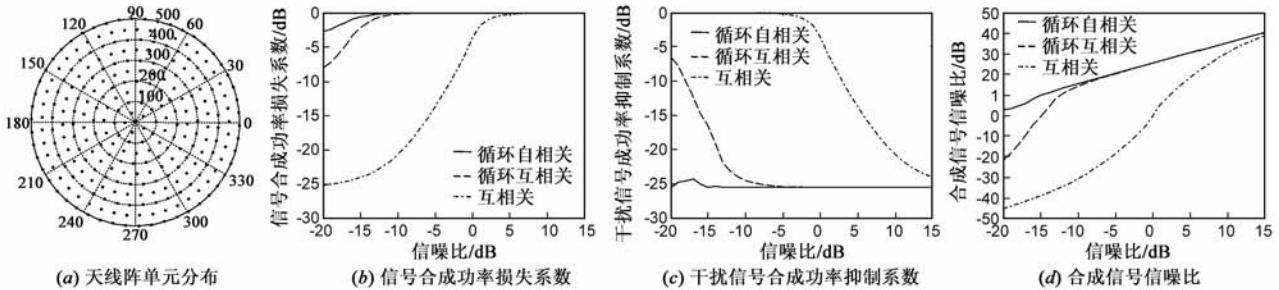 90
120
500
60
400
300
150
30
200
100
180
0
210
330
240
300
270
(a) 天线阵单元分布
信号合成功率损失系数/dB
0
-5
-10
-15
-20
-25
-30
循环自相关
循环互相关
互相关
-20 -15 -10 -5 0 5 10 15
信噪比/dB
(b) 信号合成功率损失系数
干扰信号成功率抑制系数/dB
0
-5
-10
-15
-20
-25
-30
循环自相关
循环互相关
互相关
-20 -15 -10 -5 0 5 10 15
信噪比/dB
(c) 干扰信号合成功率抑制系数
合成信号信噪比/dB
50
40
30
20
1
0
-10
-20
-30
-40
-50
循环自相关
循环互相关
互相关
-20 -15 -10 -5 0 5 10 15
信噪比/dB
(d) 合成信号信噪比